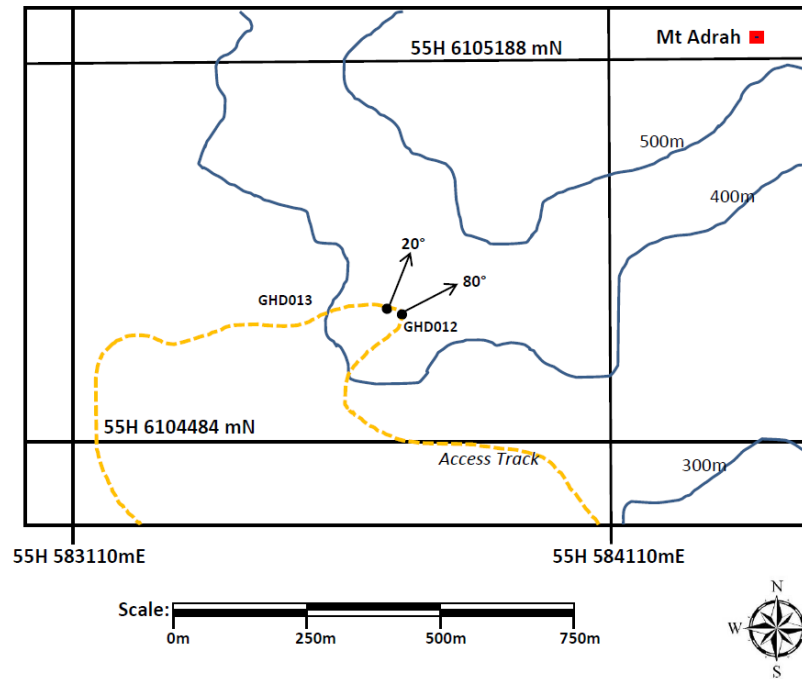 55H 6105188 mN
Mt Adrah
500m
400m
20°
80°
GHD013
GHD012
55H 6104484 mN
Access Track
300m
55H 583110mE
55H 584110mE
Scale:
0m
250m
500m
750m
N
W
E
S